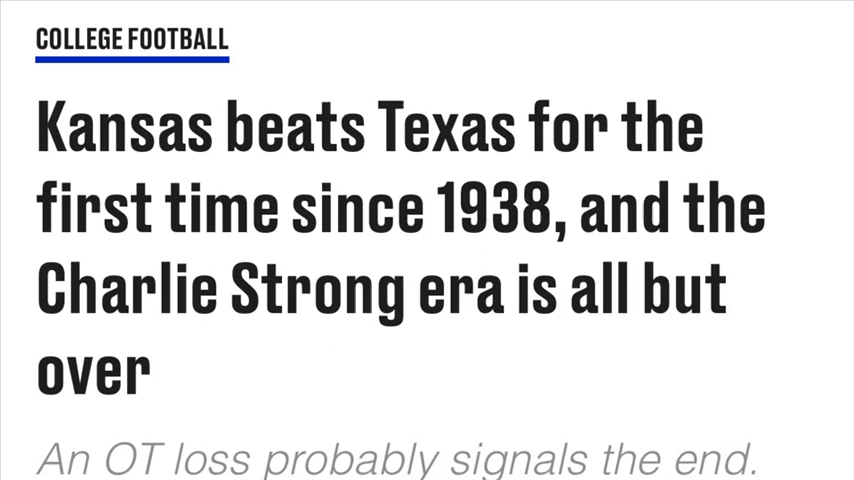 COLLEGE FOOTBALL
Kansas beats Texas for the
first time since 1938, and the
Charlie Strong era is all but
over
An OT loss probably signals the end.